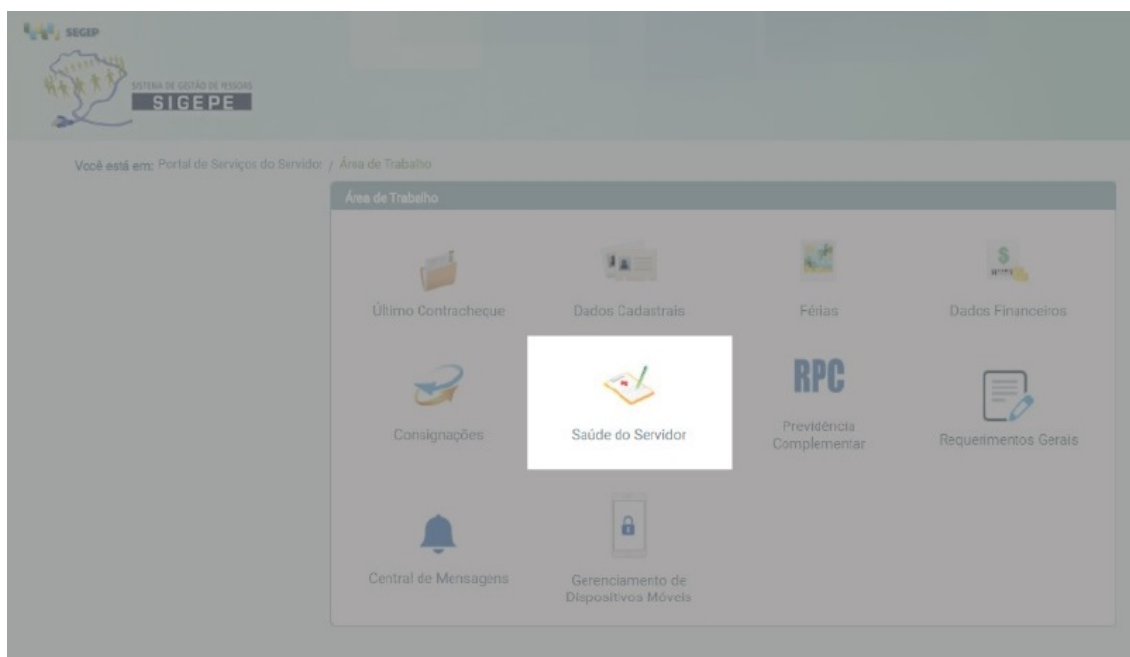 SEGEP
SISTEMA DE GESTÃO DE PESSOAS
SIGEPE
Você está em: Portal de Serviços do Servidor / Área de Trabalho
Área de Trabalho
Último Contracheque
Dados Cadastrais
Férias
Dados Financeiros
Consignações
Saúde do Servidor
RPC
Previdência
Complementar
Requerimentos Gerais
Central de Mensagens
Gerenciamento de
Dispositivos Móveis